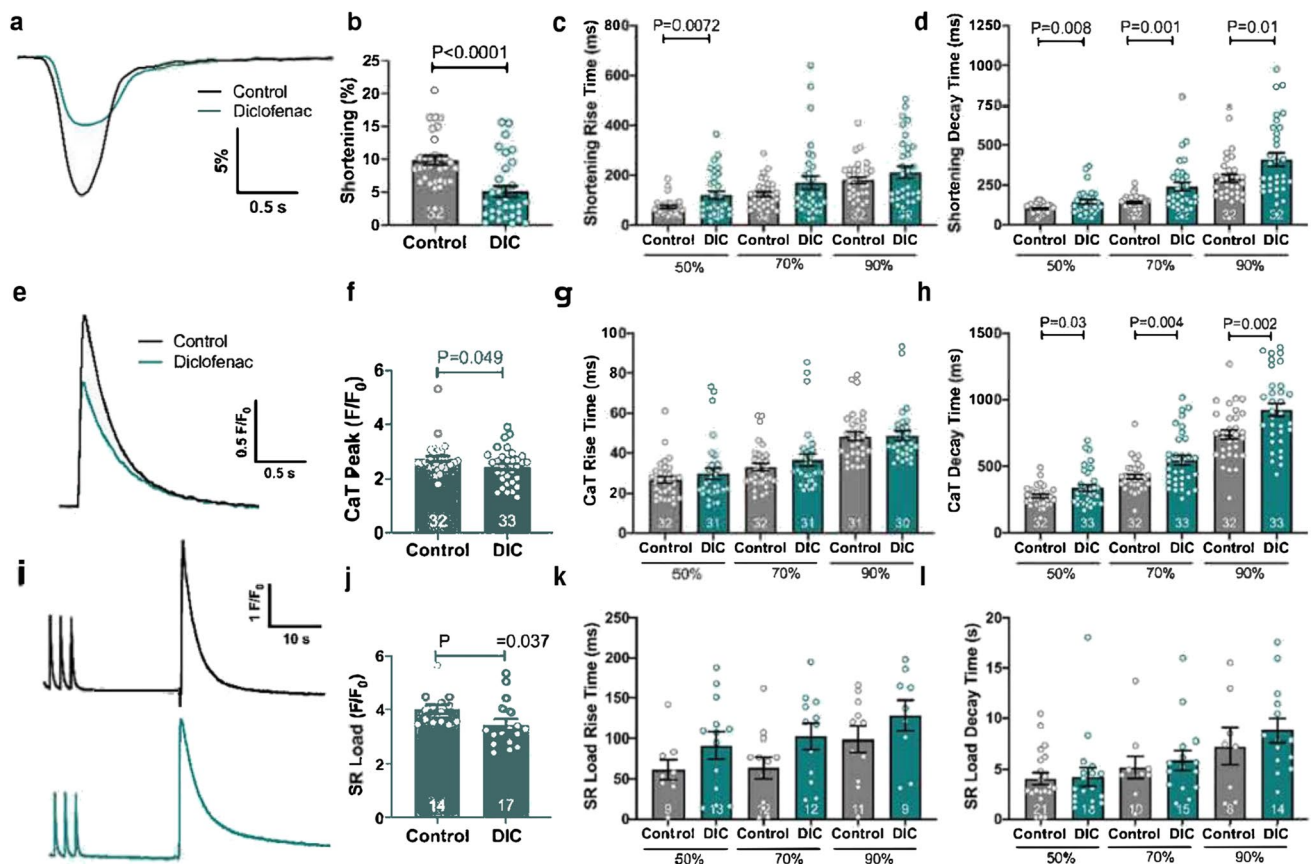 a
Control
Diclofenac
5%
0.5 s
b
P<0.0001
Shortening (%)
25
20
15
10
5
0
32
Control DIC
c
P=0.0072
Shortening Rise Time (ms)
800
600
400
200
0
32
Control DIC Control DIC Control DIC
50% 70% 90%
d
P=0.008 P=0.001 P=0.01
Shortening Decay Time (ms)
1250
1000
750
500
250
0
32
Control DIC Control DIC Control DIC
50% 70% 90%
e
Control
Diclofenac
0.5 F/F0
0.5 s
f
P=0.049
CaT Peak (F/F0)
6
4
2
0
32 33
Control DIC
g
CaT Rise Time (ms)
100
80
60
40
20
0
32 31 32 31 31 30
Control DIC Control DIC Control DIC
50% 70% 90%
h
P=0.03 P=0.004 P=0.002
CaT Decay Time (ms)
1500
1000
500
0
32 33 32 33 32 33
Control DIC Control DIC Control DIC
50% 70% 90%
i
1 F/F0
10 s
j
P =0.037
SR Load (F/F0)
6
4
2
0
14 17
Control DIC
k
SR Load Rise Time (ms)
250
200
150
100
50
0
9 13 12 11 9
Control DIC Control DIC Control DIC
50% 70% 90%
l
SR Load Decay Time (s)
20
15
10
5
0
21 18 10 15 8 14
Control DIC Control DIC Control DIC
50% 70% 90%